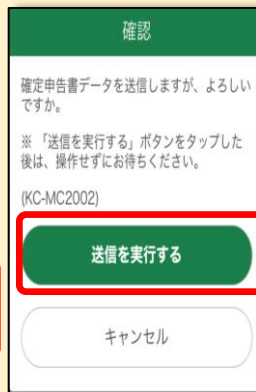 確認
確定申告書データを送信しますが、よろしい
ですか。
※ 「送信を実行する」ボタンをタップした
後は、操作せずにお待ちください。
(KC-MC2002)
送信を実行する
キャンセル